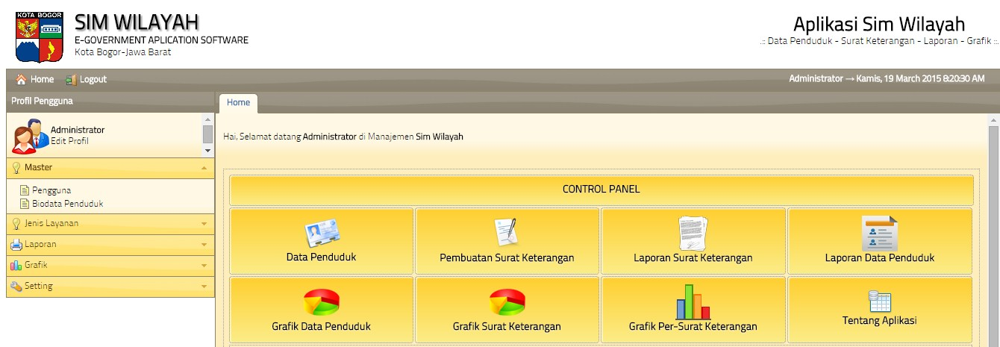 KOTA BOGOR
SIM WILAYAH
E-GOVERNMENT APLICATION SOFTWARE
Kota Bogor-Jawa Barat
Aplikasi Sim Wilayah
.:: Data Penduduk - Surat Keterangan - Laporan - Grafik ::.
Home
Logout
Administrator → Kamis, 19 March 2015 8:20:30 AM
Profil Pengguna
Administrator
Edit Profil
Master
Pengguna
Biodata Penduduk
Jenis Layanan
Laporan
Grafik
Setting
Home
Hai, Selamat datang Administrator di Manajemen Sim Wilayah
CONTROL PANEL
Data Penduduk
Pembuatan Surat Keterangan
Laporan Surat Keterangan
Laporan Data Penduduk
Grafik Data Penduduk
Grafik Surat Keterangan
Grafik Per-Surat Keterangan
Tentang Aplikasi